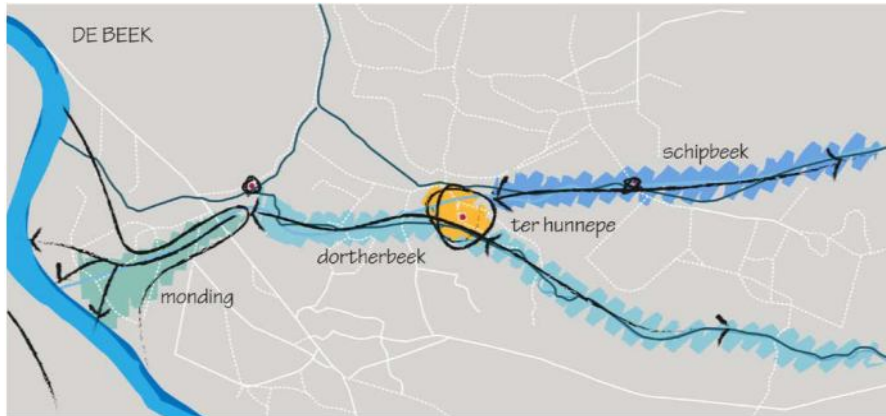 DE BEEK
schipbeek
ter hunnepe
dortherbeek
monding